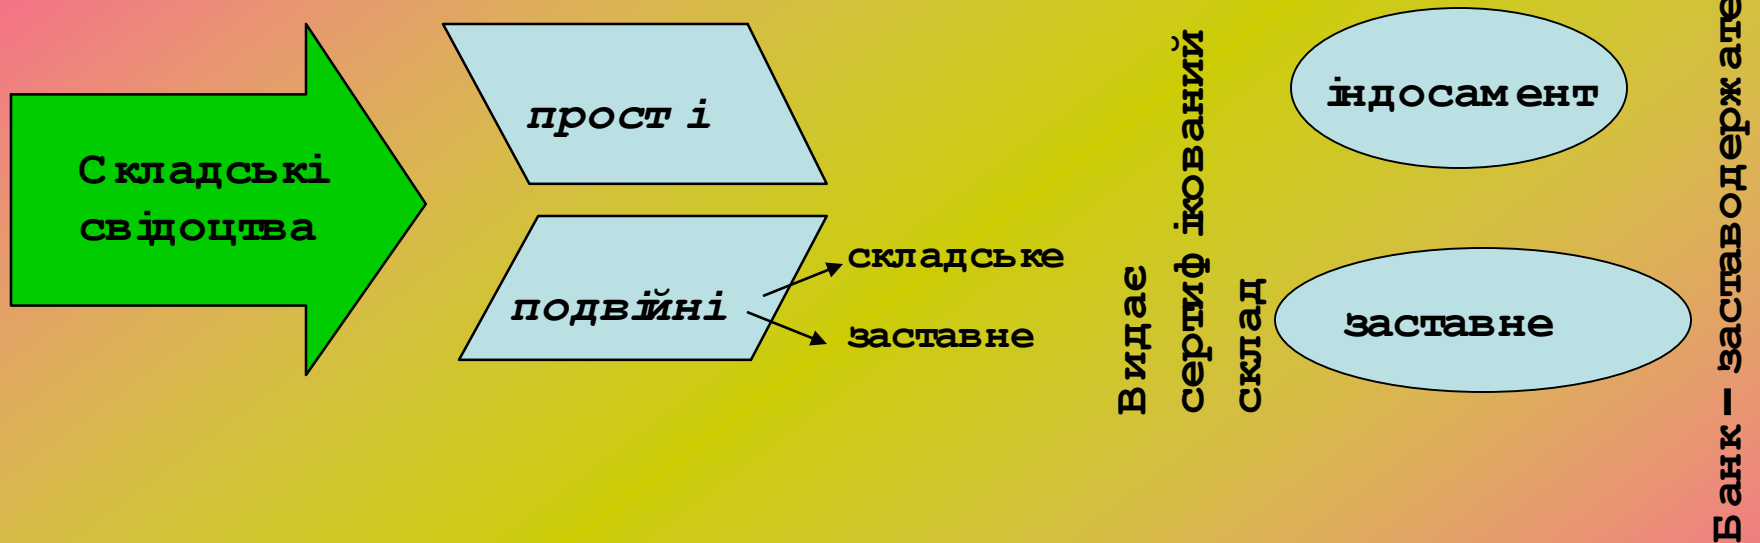 Складські
свідоцтва
прості
подвійні
складське
заставне
Видає
сертифікований
склад
індосамент
заставне
Банк – заставодержате